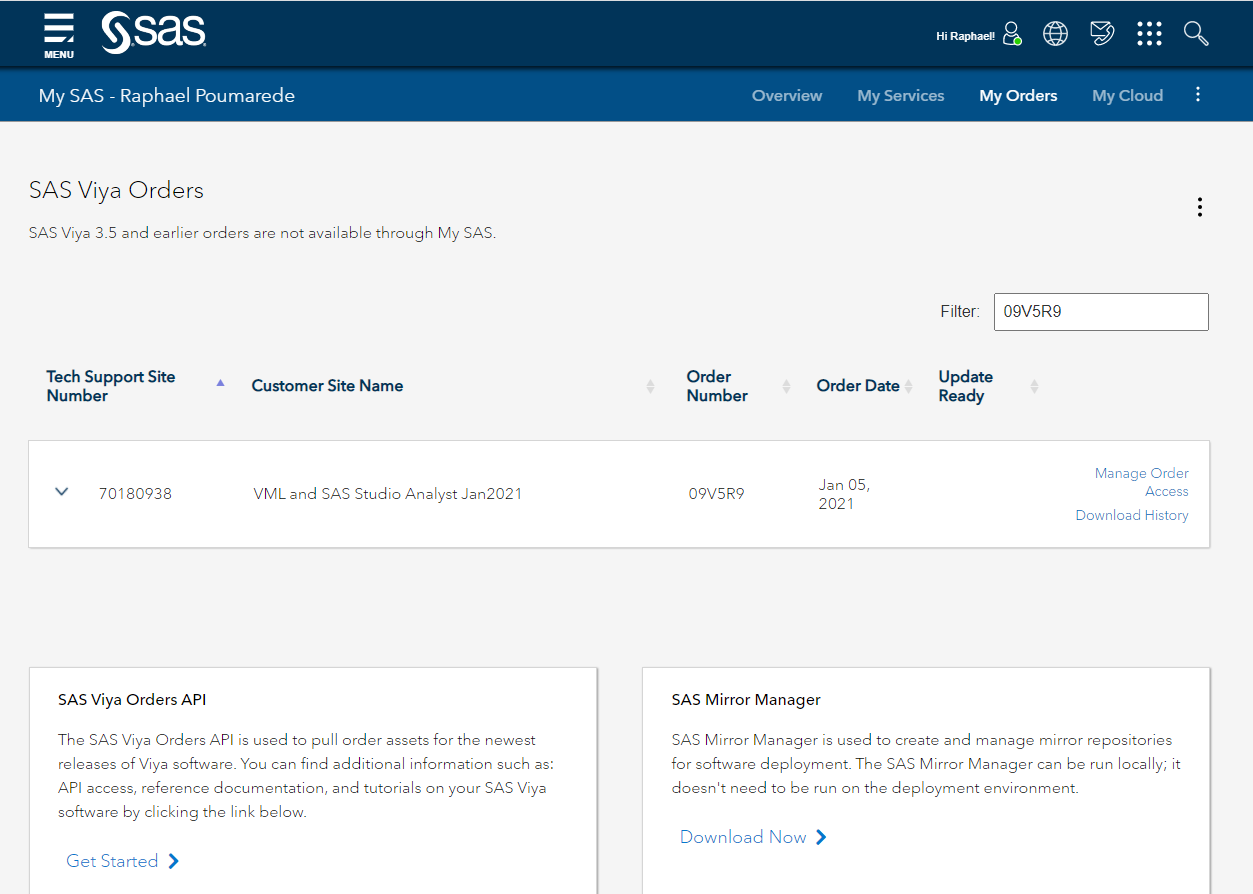 MENU
sas
Hi Raphael!
My SAS - Raphael Poumarede
Overview
My Services
My Orders
My Cloud
SAS Viya Orders
SAS Viya 3.5 and earlier orders are not available through My SAS.
Filter:
09V5R9
Tech Support Site
Number
Customer Site Name
Order
Number
Order Date
Update
Ready
70180938
VML and SAS Studio Analyst Jan2021
09V5R9
Jan 05,
2021
Manage Order
Access
Download History
SAS Viya Orders API
The SAS Viya Orders API is used to pull order assets for the newest
releases of Viya software. You can find additional information such as:
API access, reference documentation, and tutorials on your SAS Viya
software by clicking the link below.
Get Started
SAS Mirror Manager
SAS Mirror Manager is used to create and manage mirror repositories
for software deployment. The SAS Mirror Manager can be run locally; it
doesn't need to be run on the deployment environment.
Download Now